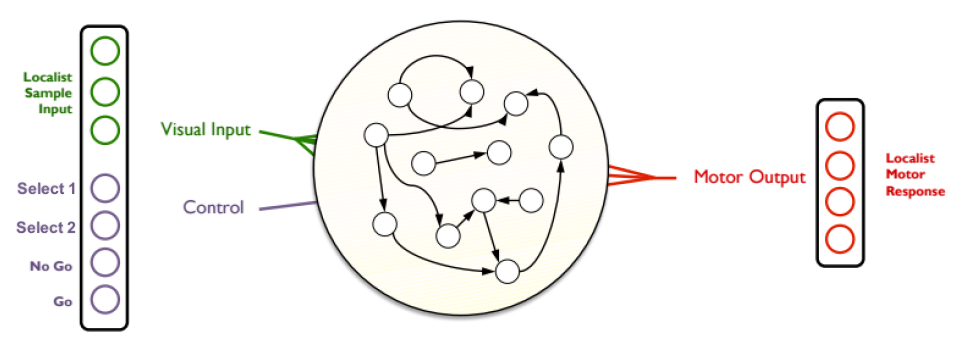 Localist
Sample
Input
Select 1
Select 2
No Go
Go
Visual Input
Control
Motor Output
Localist
Motor
Response